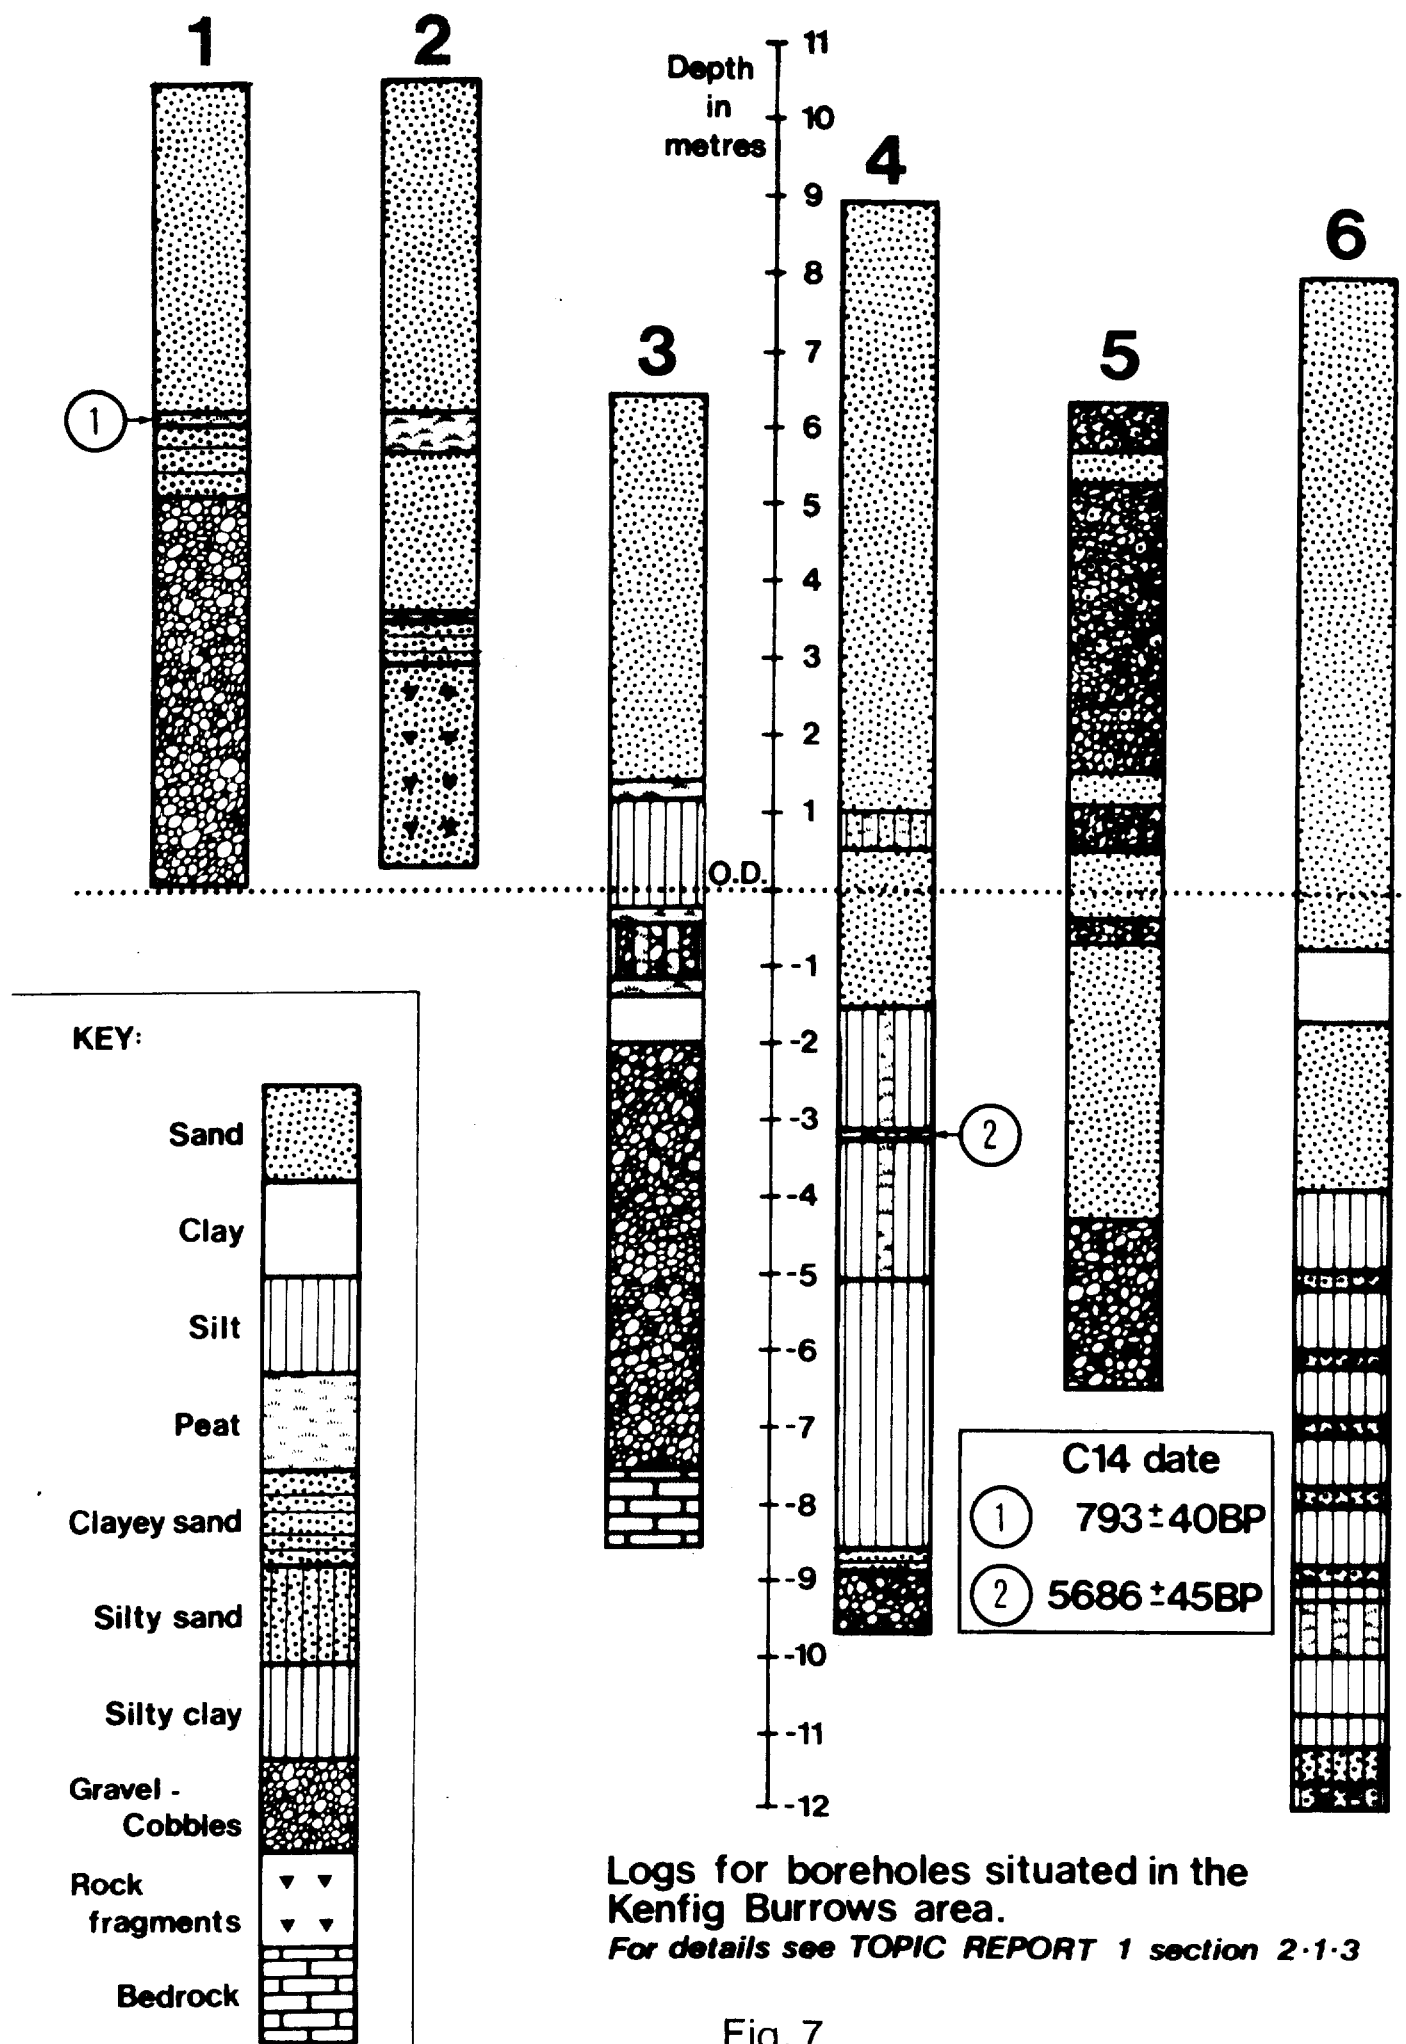 1
2
3
4
5
6
Depth
in
metres
11
10
9
8
7
6
5
4
3
2
1
O.D.
-1
-2
-3
-4
-5
-6
-7
-8
-9
-10
-11
-12
1
2
KEY:
Sand
Clay
Silt
Peat
Clayey sand
Silty sand
Silty clay
Gravel -
Cobbles
Rock
fragments
Bedrock
C14 date
1 793±40BP
2 5686±45BP
Logs for boreholes situated in the
Kenfig Burrows area.
For details see TOPIC REPORT 1 section 2·1·3
Fig. 7